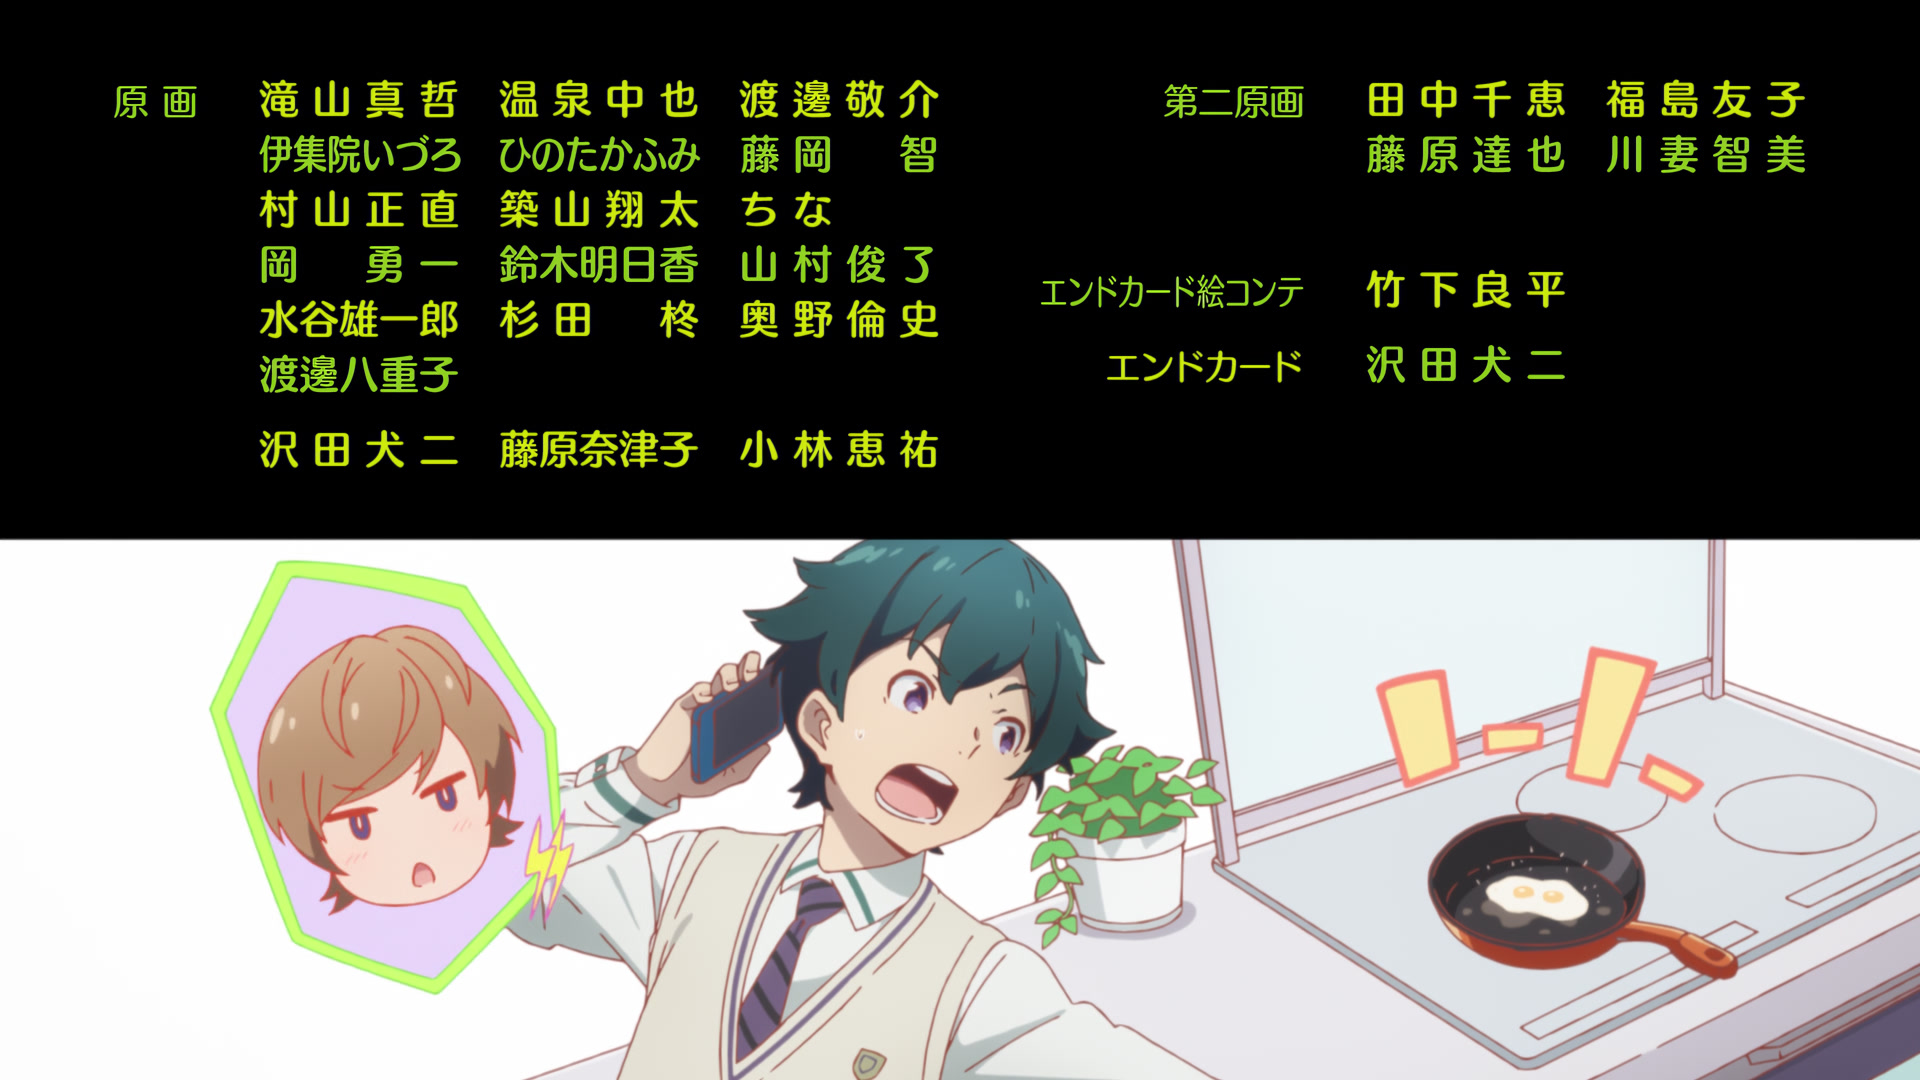 原画 滝山真哲 温泉中也 渡邊敬介
伊集院いづろ ひのたかふみ 藤岡 智
村山正直 築山翔太 ちな
岡 勇一 鈴木明日香 山村俊了
水谷雄一郎 杉田 柊 奥野倫史
渡邊八重子
沢田犬二 藤原奈津子 小林恵祐
第二原画 田中千恵 福島友子
藤原達也 川妻智美
エンドカード絵コンテ 竹下良平
エンドカード 沢田犬二